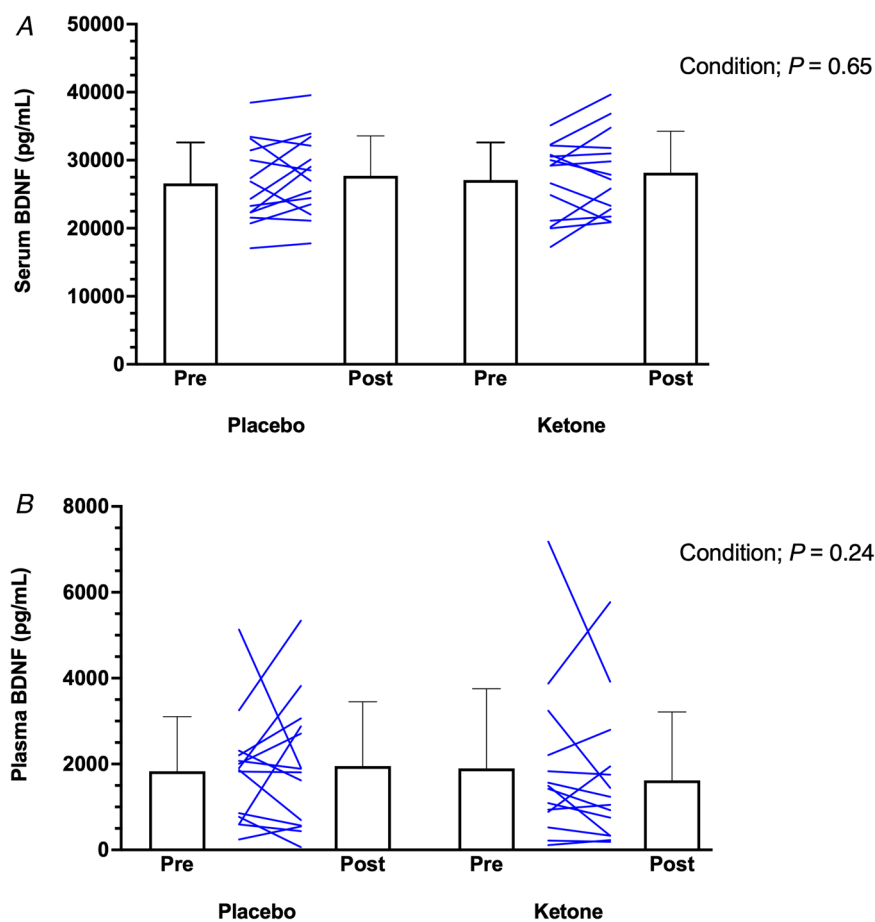 A
Serum BDNF (pg/mL)
50000
40000
30000
20000
10000
0
Condition; P = 0.65
Pre
Post
Pre
Post
Placebo
Ketone
B
Plasma BDNF (pg/mL)
8000
6000
4000
2000
0
Condition; P = 0.24
Pre
Post
Pre
Post
Placebo
Ketone